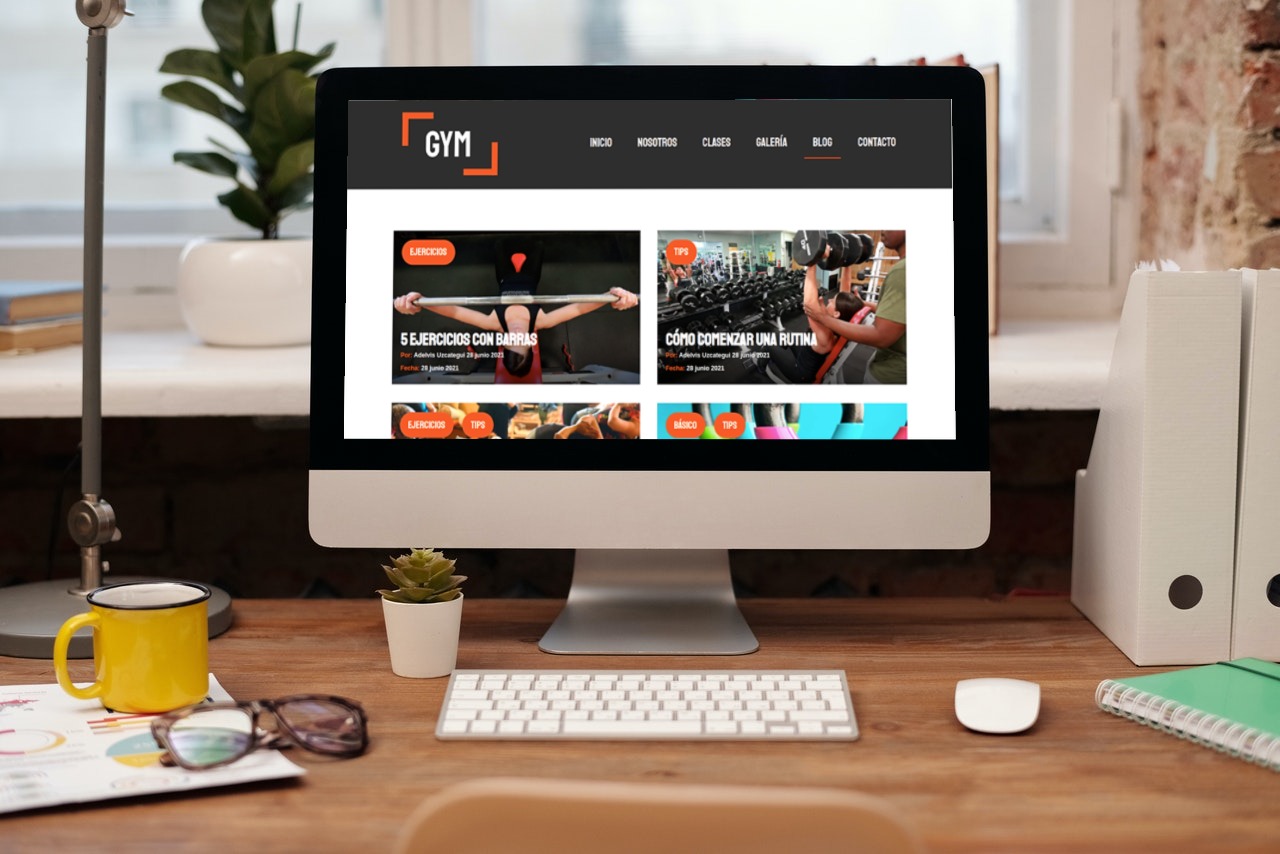 GYM
INICIO NOSOTROS CLASES GALERÍA BLOG CONTACTO
EJERCICIOS
5 EJERCICIOS CON BARRAS
Por: Adelvis Uzcategui 28 junio 2021
Fecha: 28 junio 2021
TIPS
CÓMO COMENZAR UNA RUTINA
Por: Adelvis Uzcategui 28 junio 2021
Fecha: 28 junio 2021
EJERCICIOS TIPS
BÁSICO TIPS